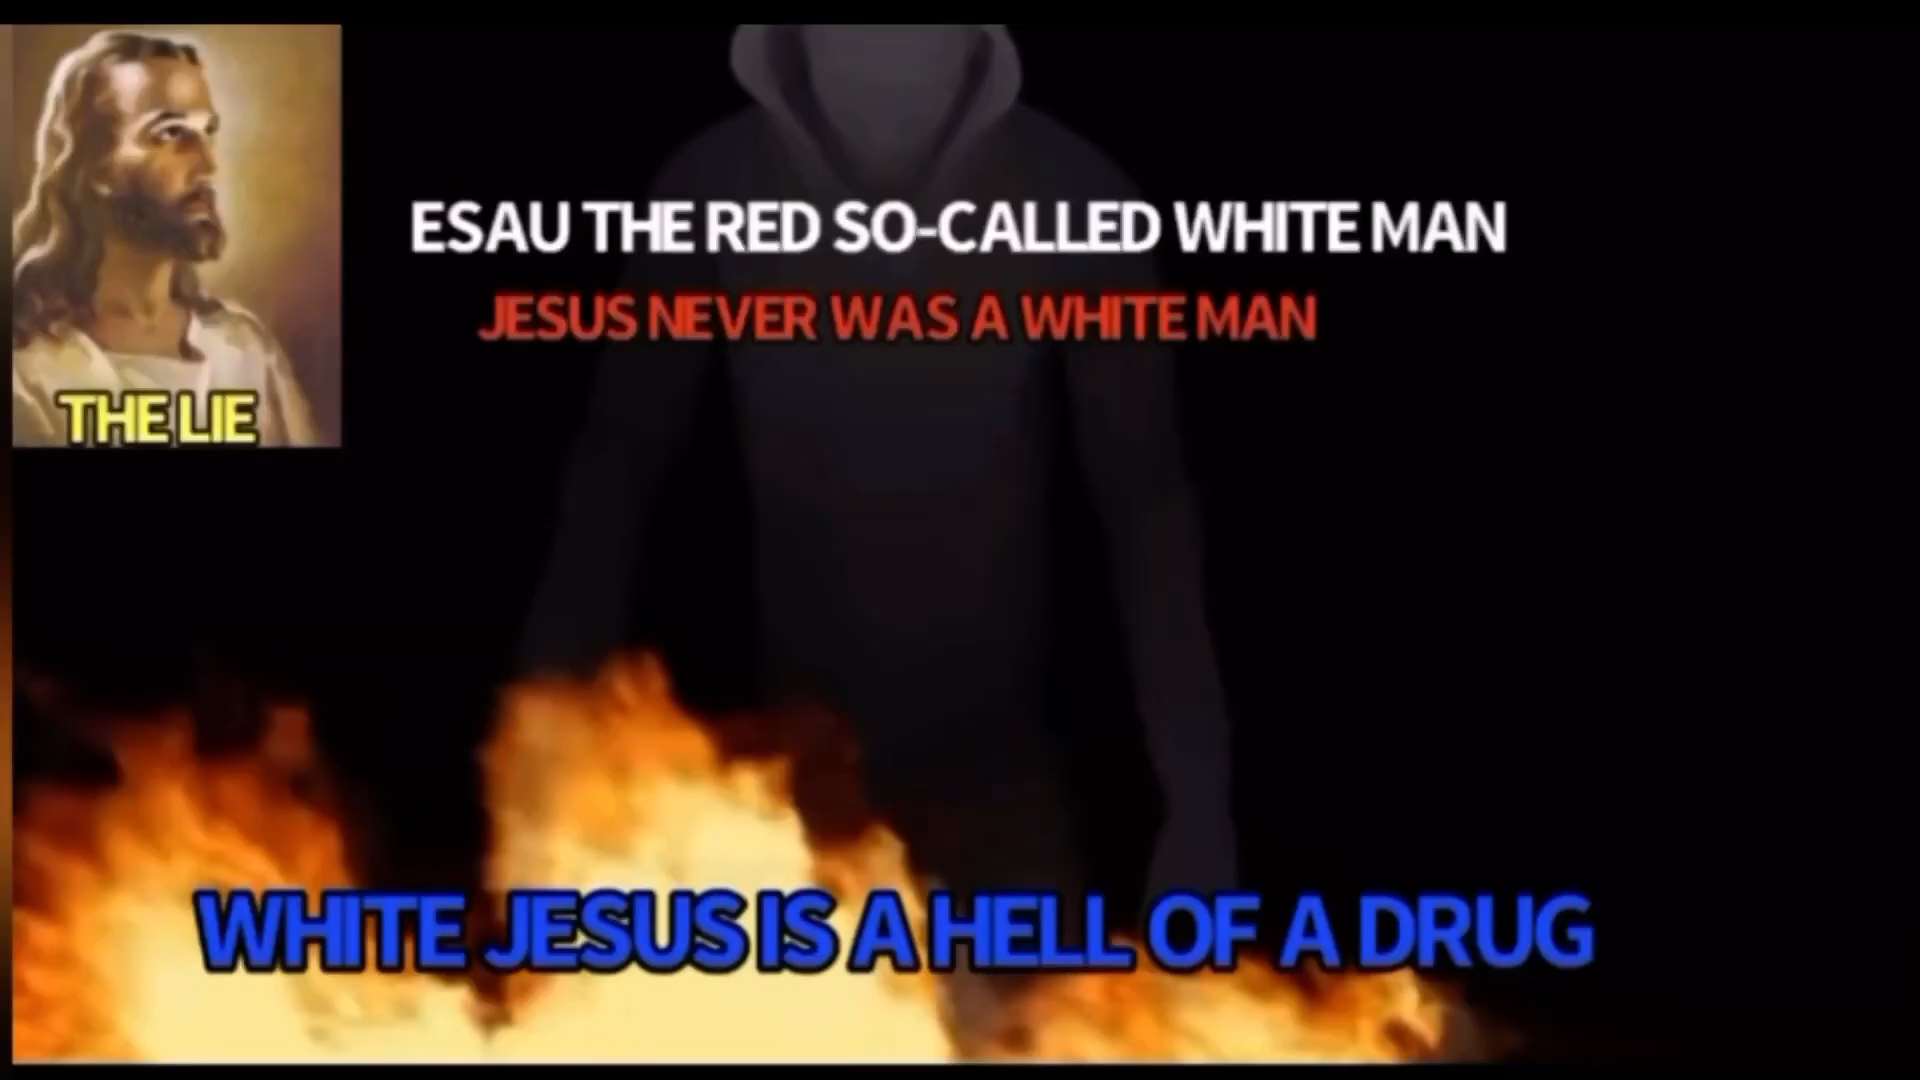 ESAU THE RED SO-CALLED WHITE MAN
JESUS NEVER WAS A WHITE MAN
THE LIE
WHITE JESUS IS A HELL OF A DRUG